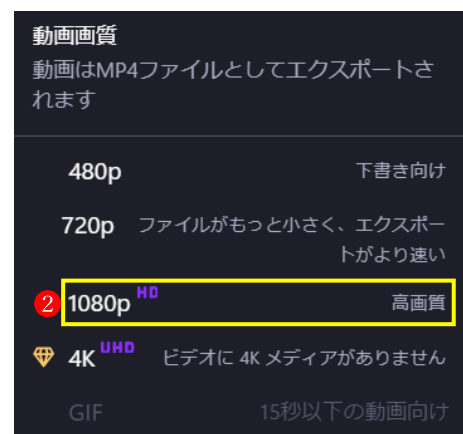 動画画質
動画はMP4ファイルとしてエクスポートさ
れます
480p 下書き向け
720p ファイルがもっと小さく、エクスポー
トがより速い
2 1080p HD 高画質
4K UHD ビデオに 4K メディアがありません
GIF 15秒以下の動画向け